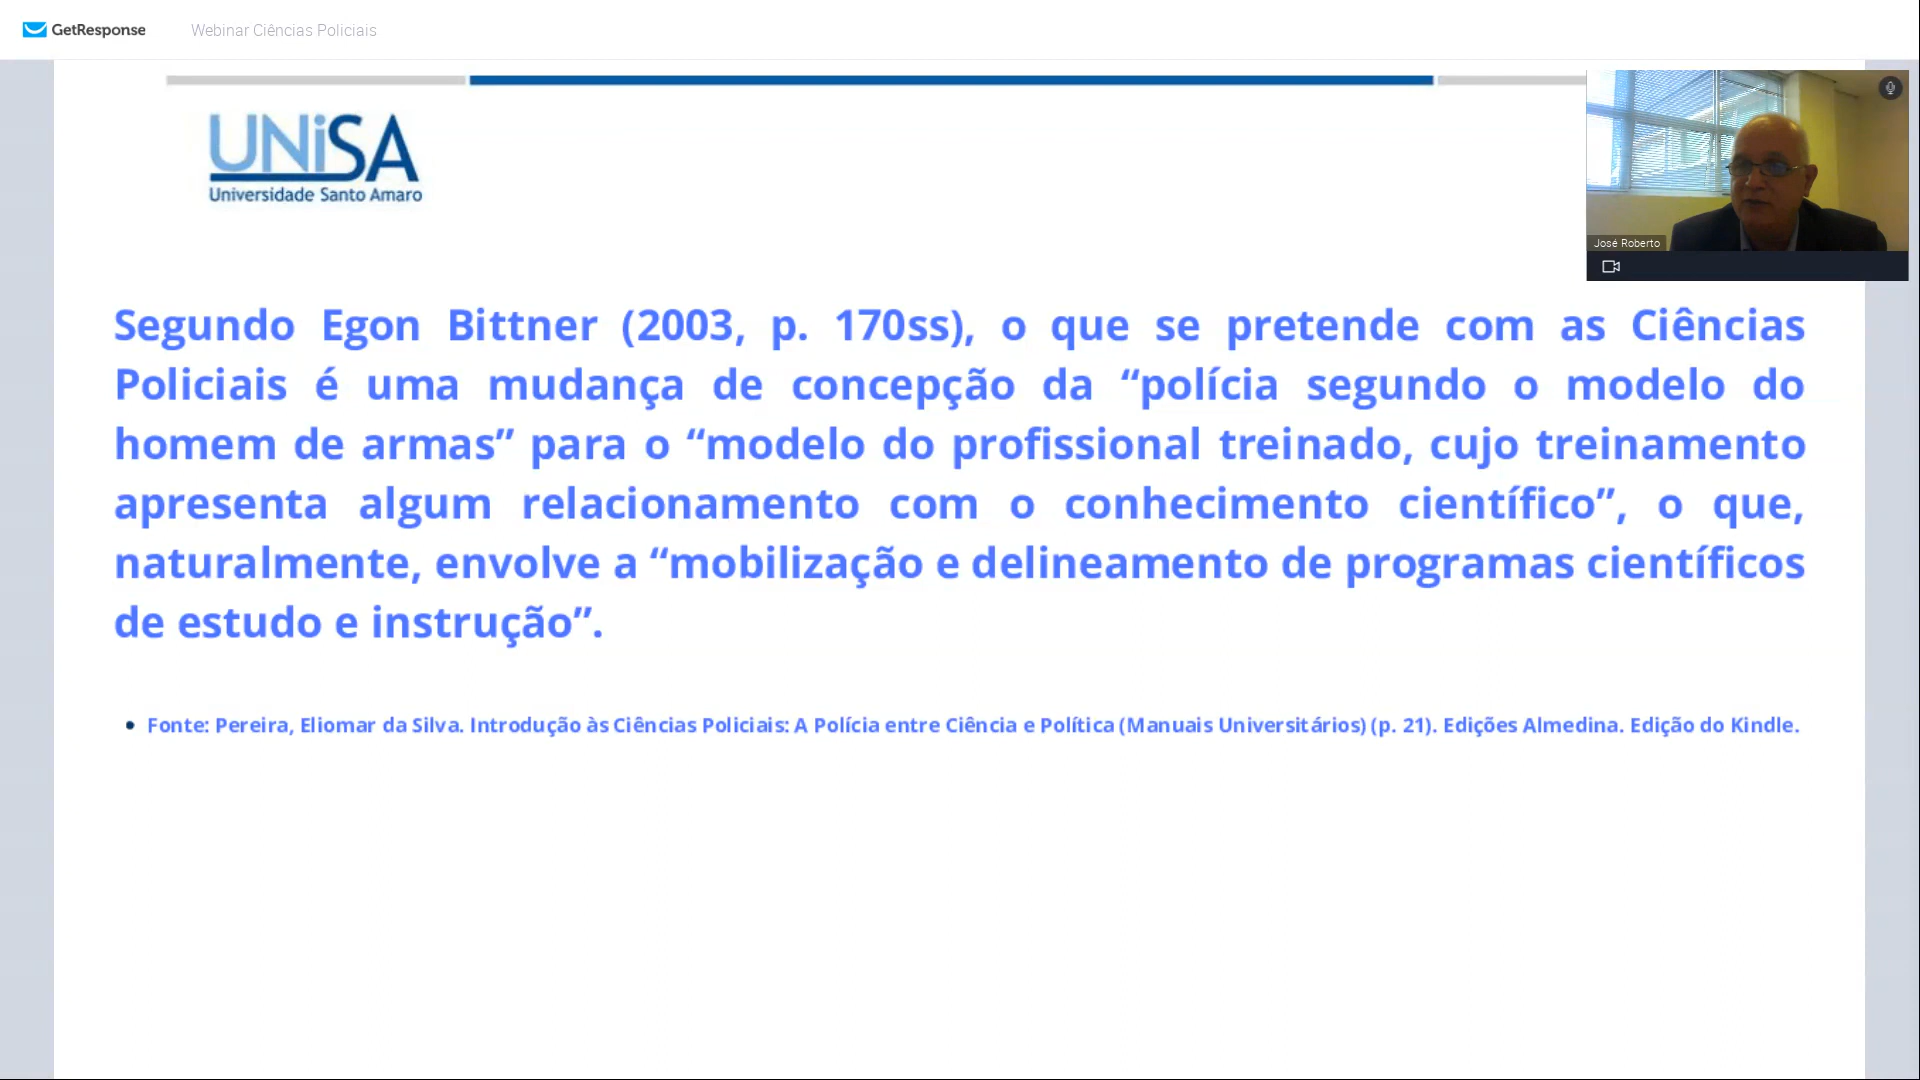 GetResponse
Webinar Ciências Policiais
UNiSA
Universidade Santo Amaro
José Roberto
Segundo Egon Bittner (2003, p. 170ss), o que se pretende com as Ciências
Policiais é uma mudança de concepção da “polícia segundo o modelo do
homem de armas” para o “modelo do profissional treinado, cujo treinamento
apresenta algum relacionamento com o conhecimento científico”, o que,
naturalmente, envolve a “mobilização e delineamento de programas científicos
de estudo e instrução”.
• Fonte: Pereira, Eliomar da Silva. Introdução às Ciências Policiais: A Polícia entre Ciência e Política (Manuais Universitários) (p. 21). Edições Almedina. Edição do Kindle.